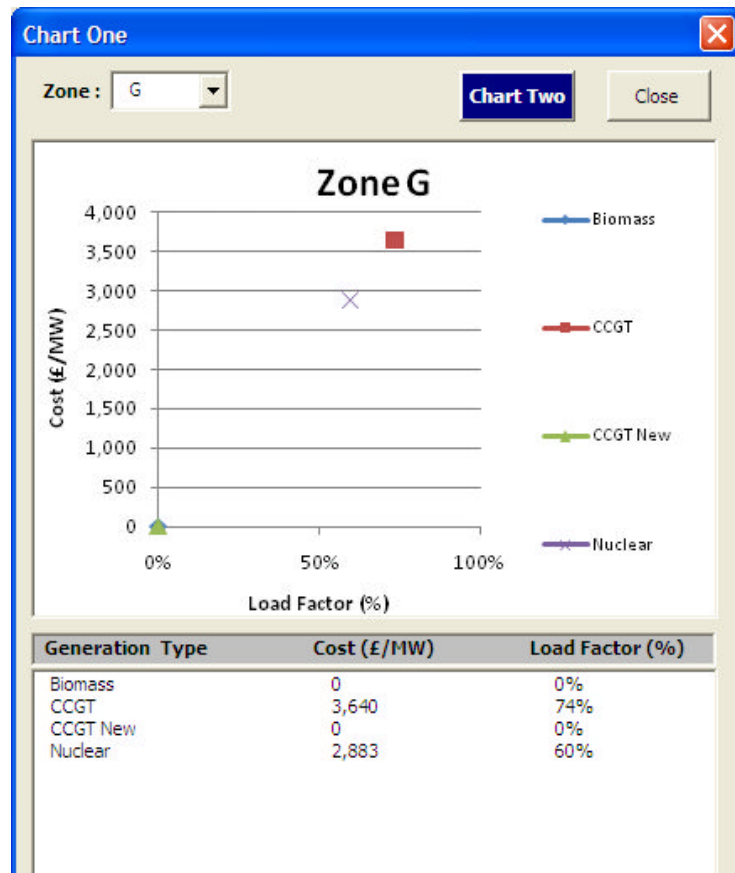 Chart One
Zone : G
Chart Two
Close
Zone G
4,000
3,500
3,000
2,500
2,000
1,500
1,000
500
0
Cost (£/MW)
0% 50% 100%
Load Factor (%)
Biomass
CCGT
CCGT New
Nuclear
Generation Type Cost (£/MW) Load Factor (%)
Biomass 0 0%
CCGT 3,640 74%
CCGT New 0 0%
Nuclear 2,883 60%